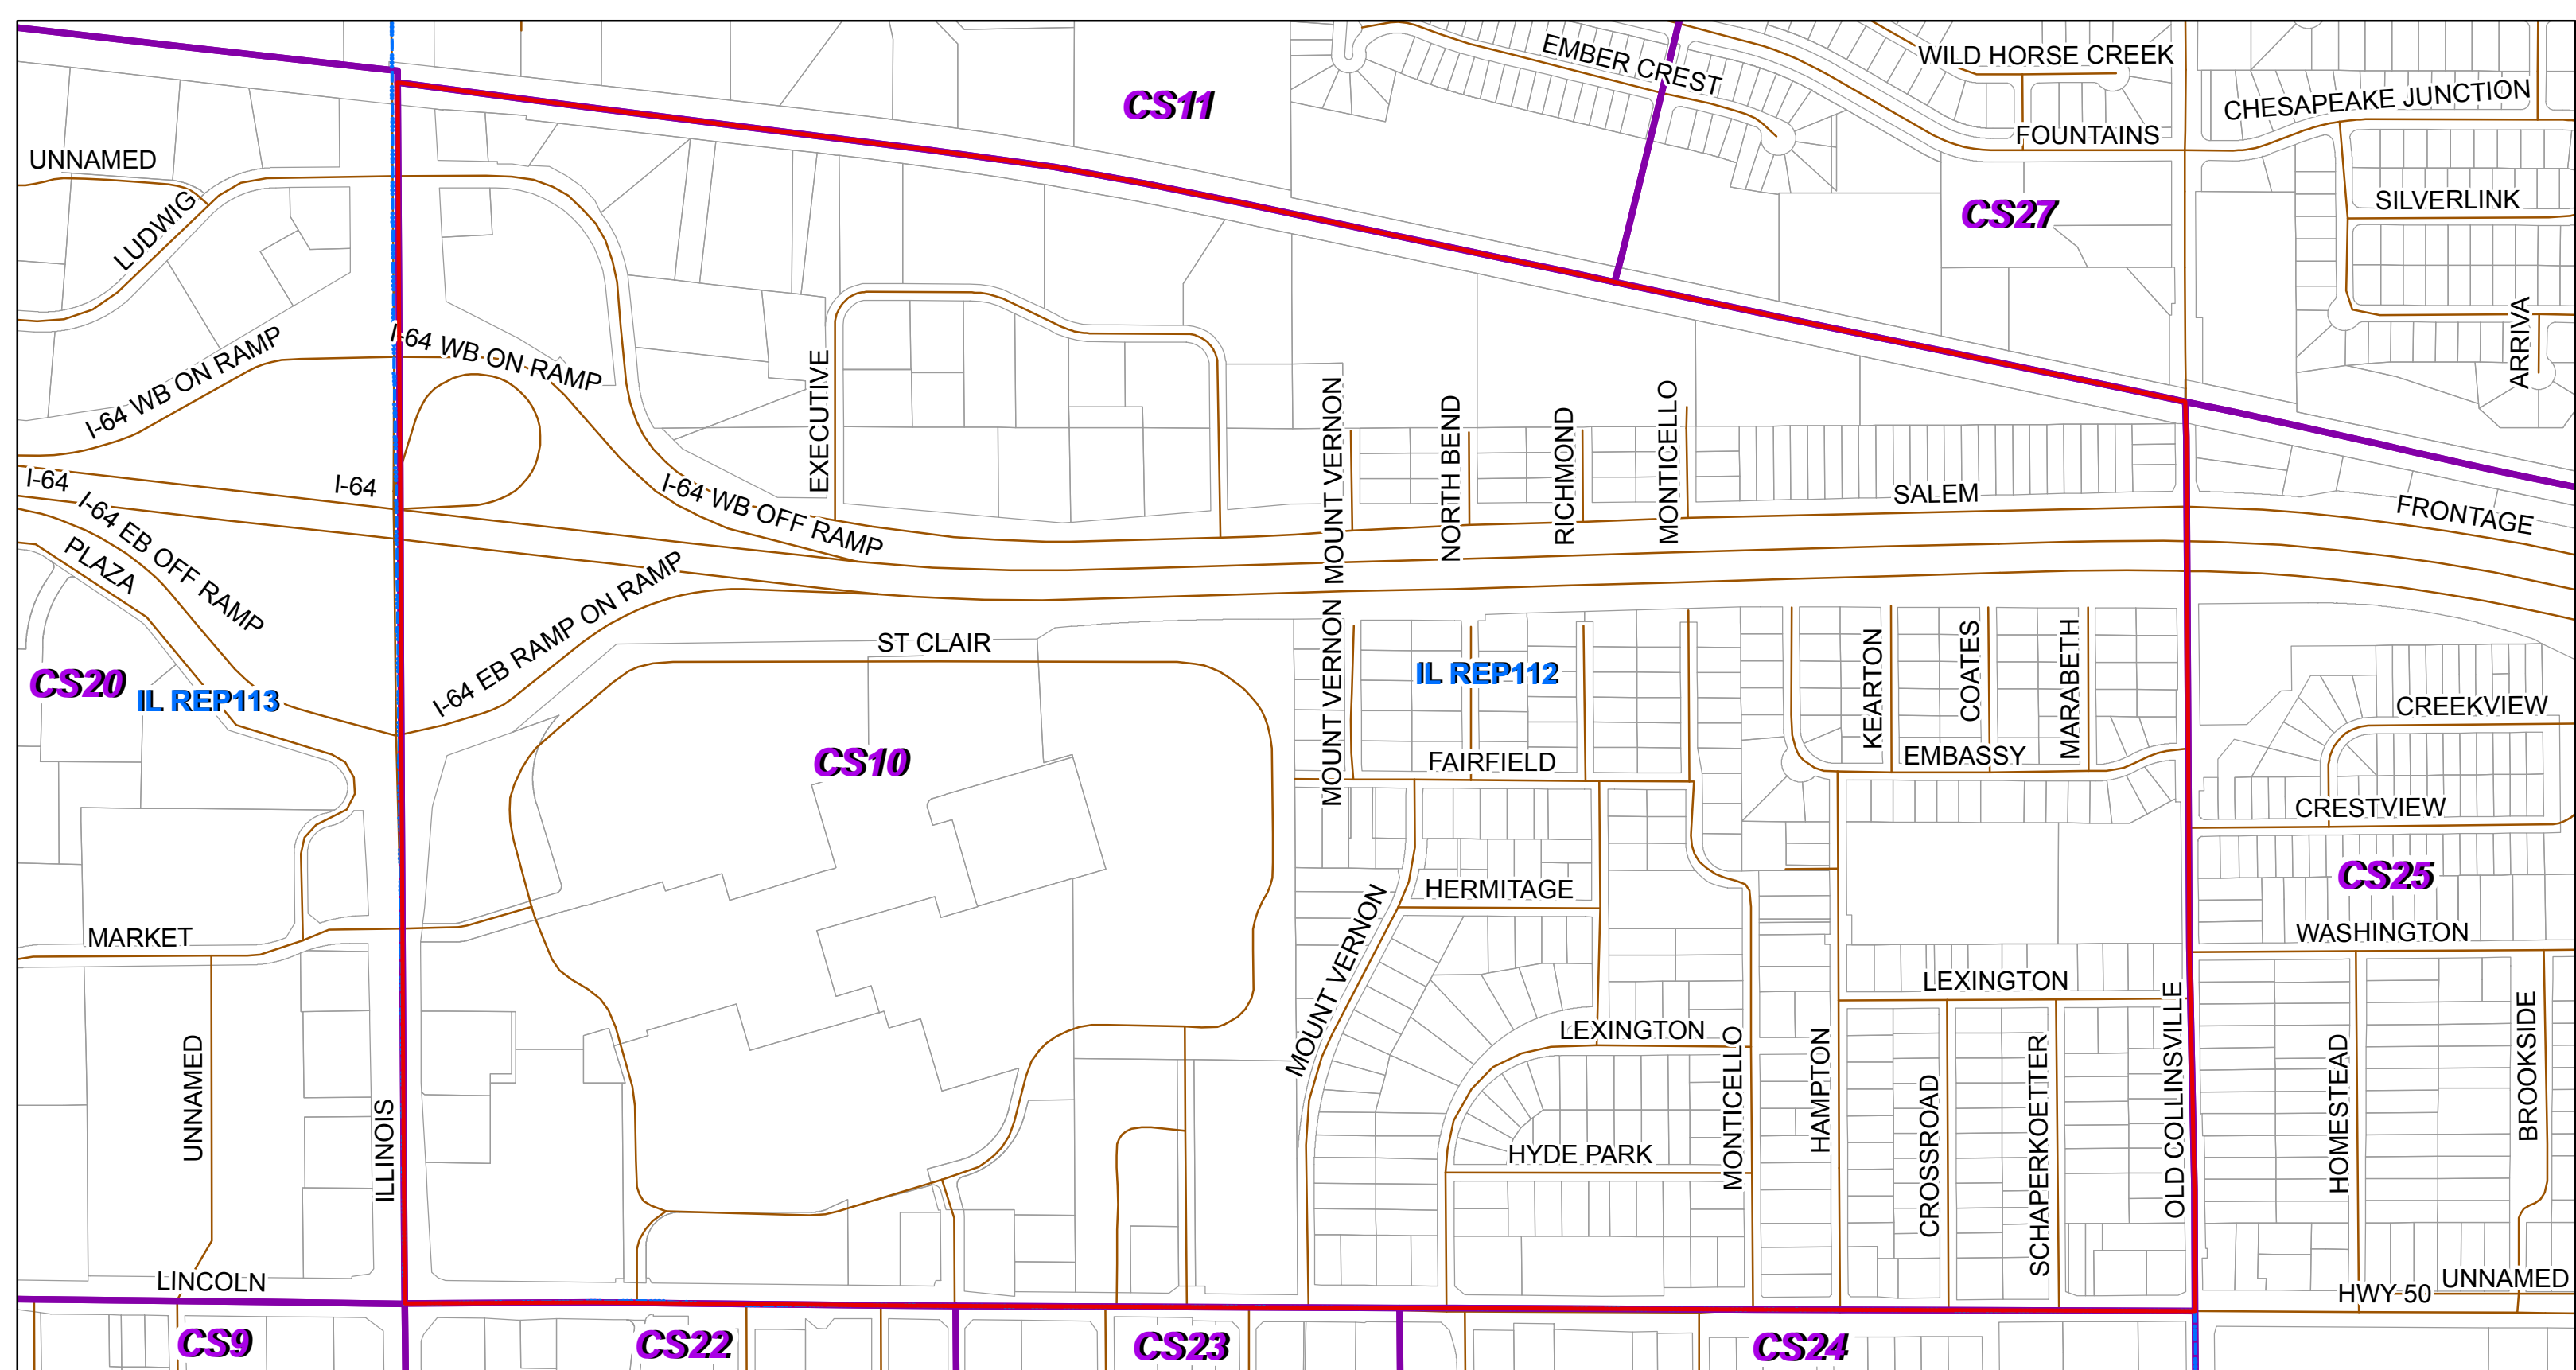 EMBER CREST
WILD HORSE CREEK
CS11
CHESAPEAKE JUNCTION
FOUNTAINS
UNNAMED
LUDWIG
CS27
SILVERLINK
ARRIVA
I-64 WB ON RAMP
I-64 WB ON RAMP
EXECUTIVE
MOUNT VERNON
NORTH BEND
RICHMOND
MONTICELLO
SALEM
FRONTAGE
I-64
I-64
I-64 WB OFF RAMP
I-64 EB OFF RAMP
PLAZA
I-64 EB RAMP ON RAMP
ST CLAIR
MOUNT VERNON
CS20
IL REP113
IL REP112
KEARTON
COATES
MARABETH
CREEKVIEW
CS10
FAIRFIELD
EMBASSY
CRESTVIEW
HERMITAGE
CS25
MARKET
MOUNT VERNON
WASHINGTON
LEXINGTON
LEXINGTON
UNNAMED
ILLINOIS
MONTICELLO
HAMPTON
CROSSROAD
SCHAPERKOETTER
OLD COLLINSVILLE
HOMESTEAD
BROOKSIDE
HYDE PARK
LINCOLN
UNNAMED
HWY 50
CS9
CS22
CS23
CS24